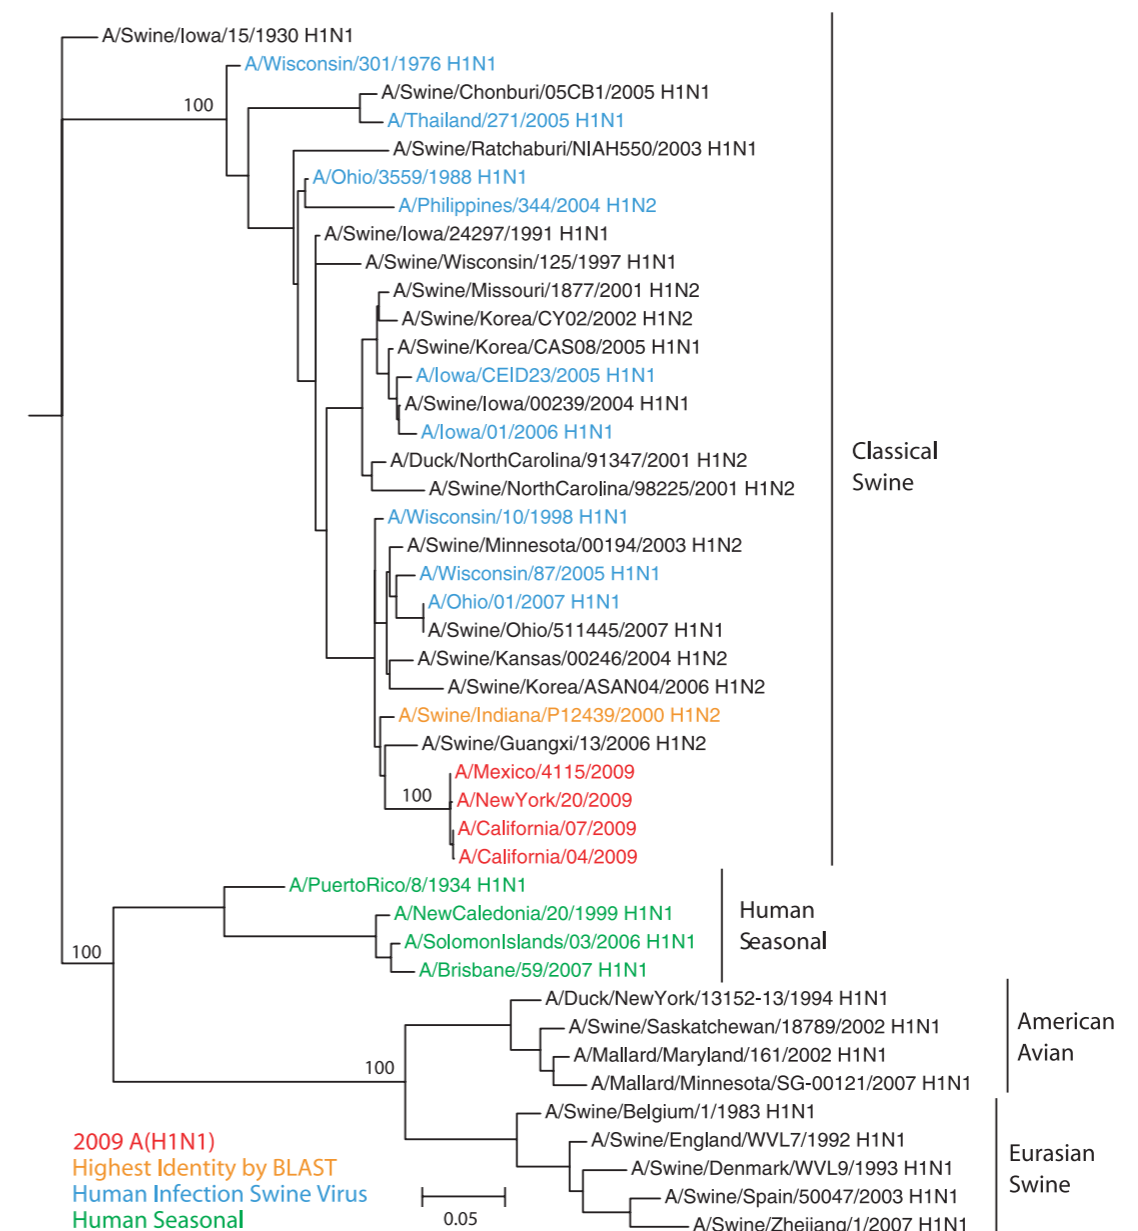 A/Swine/Iowa/15/1930 H1N1
A/Wisconsin/301/1976 H1N1
100
A/Swine/Chonburi/05CB1/2005 H1N1
A/Thailand/271/2005 H1N1
A/Swine/Ratchaburi/NIAH550/2003 H1N1
A/Ohio/3559/1988 H1N1
A/Philippines/344/2004 H1N2
A/Swine/Iowa/24297/1991 H1N1
A/Swine/Wisconsin/125/1997 H1N1
A/Swine/Missouri/1877/2001 H1N2
A/Swine/Korea/CY02/2002 H1N2
A/Swine/Korea/CAS08/2005 H1N1
A/Iowa/CEID23/2005 H1N1
A/Swine/Iowa/00239/2004 H1N1
A/Iowa/01/2006 H1N1
A/Duck/NorthCarolina/91347/2001 H1N2
A/Swine/NorthCarolina/98225/2001 H1N2
Classical
Swine
A/Wisconsin/10/1998 H1N1
A/Swine/Minnesota/00194/2003 H1N2
A/Wisconsin/87/2005 H1N1
A/Ohio/01/2007 H1N1
A/Swine/Ohio/511445/2007 H1N1
A/Swine/Kansas/00246/2004 H1N2
A/Swine/Korea/ASAN04/2006 H1N2
A/Swine/Indiana/P12439/2000 H1N2
A/Swine/Guangxi/13/2006 H1N2
A/Mexico/4115/2009
100
A/NewYork/20/2009
A/California/07/2009
A/California/04/2009
A/PuertoRico/8/1934 H1N1
A/NewCaledonia/20/1999 H1N1
A/SolomonIslands/03/2006 H1N1
A/Brisbane/59/2007 H1N1
Human
Seasonal
100
A/Duck/NewYork/13152-13/1994 H1N1
A/Swine/Saskatchewan/18789/2002 H1N1
A/Mallard/Maryland/161/2002 H1N1
A/Mallard/Minnesota/SG-00121/2007 H1N1
American
Avian
100
A/Swine/Belgium/1/1983 H1N1
A/Swine/England/WVL7/1992 H1N1
A/Swine/Denmark/WVL9/1993 H1N1
A/Swine/Spain/50047/2003 H1N1
A/Swine/Zhejiang/1/2007 H1N1
Eurasian
Swine
2009 A(H1N1)
Highest Identity by BLAST
Human Infection Swine Virus
Human Seasonal
0.05